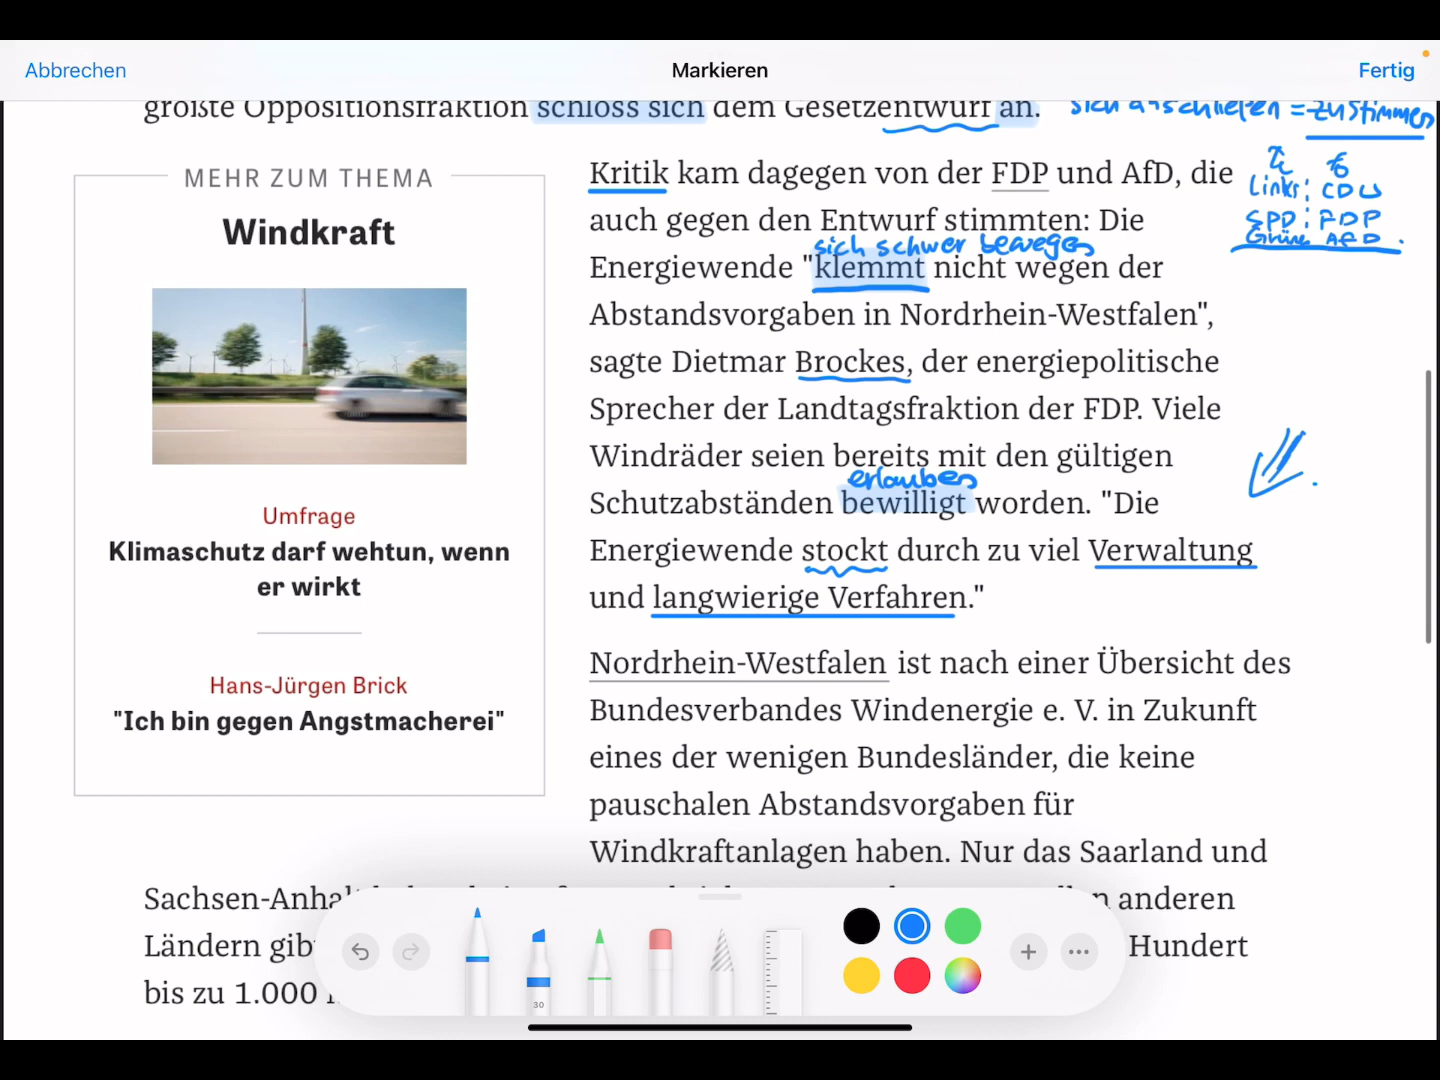 Abbrechen
Markieren
Fertig
größte Oppositionsfraktion schloss sich dem Gesetzentwurf an.
sich anschließen = zustimmen
MEHR ZUM THEMA
Windkraft
Umfrage
Klimaschutz darf wehtun, wenn
er wirkt
Hans-Jürgen Brick
"Ich bin gegen Angstmacherei"
Kritik kam dagegen von der FDP und AfD, die
Links: CDU
auch gegen den Entwurf stimmten: Die
SPD: FDP
Grüne AFD.
sich schwer bewegen
Energiewende "klemmt nicht wegen der
Abstandsvorgaben in Nordrhein-Westfalen",
sagte Dietmar Brockes, der energiepolitische
Sprecher der Landtagsfraktion der FDP. Viele
Windräder seien bereits mit den gültigen
erlauben
Schutzabständen bewilligt worden. "Die
Energiewende stockt durch zu viel Verwaltung
und langwierige Verfahren."
Nordrhein-Westfalen ist nach einer Übersicht des
Bundesverbandes Windenergie e. V. in Zukunft
eines der wenigen Bundesländer, die keine
pauschalen Abstandsvorgaben für
Windkraftanlagen haben. Nur das Saarland und
Sachsen-Anhal anderen
Ländern gib Hundert
bis zu 1.000
30